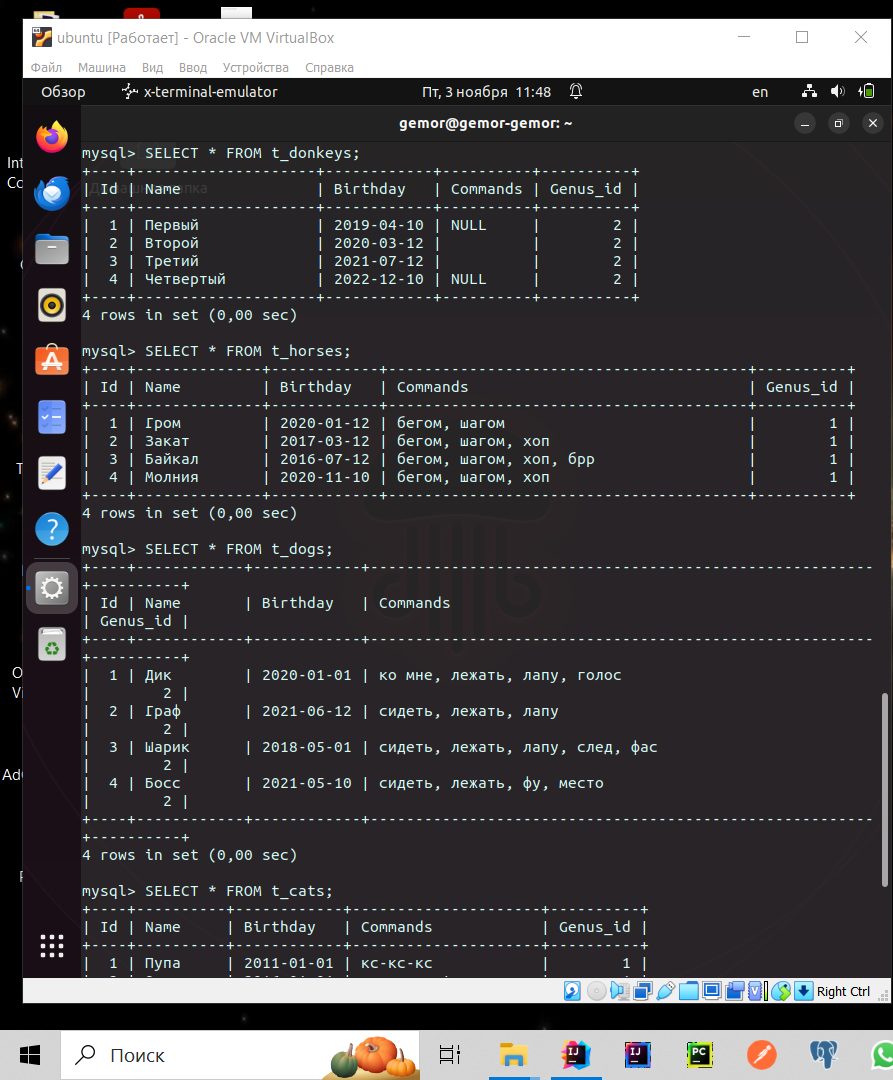 ubuntu [Работает] - Oracle VM VirtualBox
Файл Машина Вид Ввод Устройства Справка
Обзор x-terminal-emulator Пт, 3 ноября 11:48 en
gemor@gemor-gemor: ~
mysql> SELECT * FROM t_donkeys;
+----+--------------------+------------+----------+----------+
| Id | Name | Birthday | Commands | Genus_id |
+----+--------------------+------------+----------+----------+
| 1 | Первый | 2019-04-10 | NULL | 2 |
| 2 | Второй | 2020-03-12 | | 2 |
| 3 | Третий | 2021-07-12 | | 2 |
| 4 | Четвертый | 2022-12-10 | NULL | 2 |
+----+--------------------+------------+----------+----------+
4 rows in set (0,00 sec)
mysql> SELECT * FROM t_horses;
+----+--------------+------------+----------------------------------------+----------+
| Id | Name | Birthday | Commands | Genus_id |
+----+--------------+------------+----------------------------------------+----------+
| 1 | Гром | 2020-01-12 | бегом, шагом | 1 |
| 2 | Закат | 2017-03-12 | бегом, шагом, хоп | 1 |
| 3 | Байкал | 2016-07-12 | бегом, шагом, хоп, брр | 1 |
| 4 | Молния | 2020-11-10 | бегом, шагом, хоп | 1 |
+----+--------------+------------+----------------------------------------+----------+
4 rows in set (0,00 sec)
mysql> SELECT * FROM t_dogs;
+----+------------+------------+--------------------------------------------------------
+----------+
| Id | Name | Birthday | Commands
| Genus_id |
+----+------------+------------+--------------------------------------------------------
+----------+
| 1 | Дик | 2020-01-01 | ко мне, лежать, лапу, голос
| 2 |
| 2 | Граф | 2021-06-12 | сидеть, лежать, лапу
| 2 |
| 3 | Шарик | 2018-05-01 | сидеть, лежать, лапу, след, фас
| 2 |
| 4 | Босс | 2021-05-10 | сидеть, лежать, фу, место
| 2 |
+----+------------+------------+--------------------------------------------------------
+----------+
4 rows in set (0,00 sec)
mysql> SELECT * FROM t_cats;
+----+----------+------------+---------------------+----------+
| Id | Name | Birthday | Commands | Genus_id |
+----+----------+------------+---------------------+----------+
| 1 | Пупа | 2011-01-01 | кс-кс-кс | 1 |
Right Ctrl
Поиск